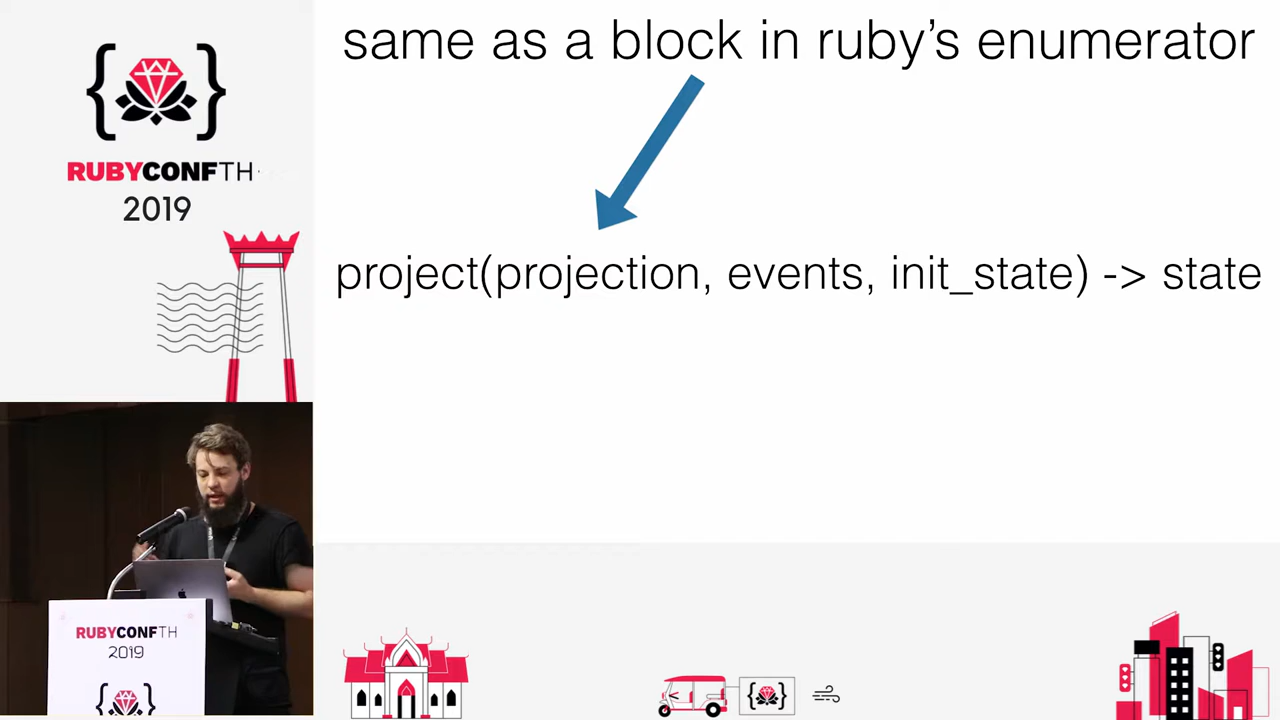 same as a block in ruby's enumerator
RUBYCONFTH
2019
project(projection, events, init_state) -> state
RUBYCONFTH
2019